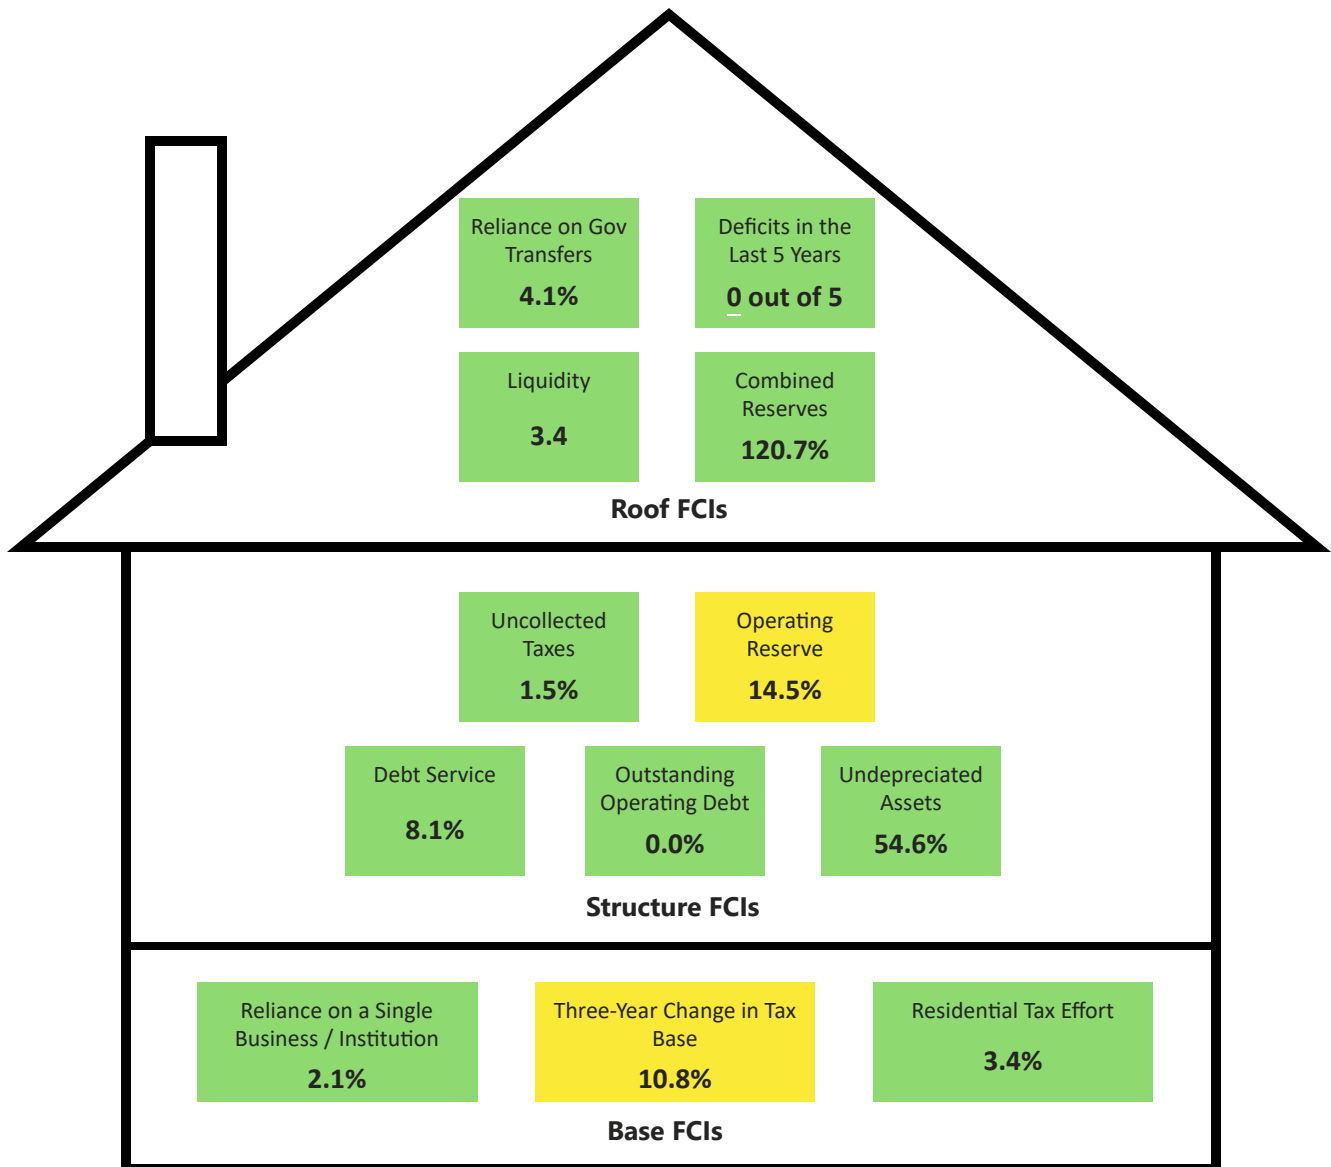 Reliance on Gov
Transfers
4.1%
Deficits in the
Last 5 Years
0 out of 5
Liquidity
3.4
Combined
Reserves
120.7%
Roof FCIs
Uncollected
Taxes
1.5%
Operating
Reserve
14.5%
Debt Service
8.1%
Outstanding
Operating Debt
0.0%
Undepreciated
Assets
54.6%
Structure FCIs
Reliance on a Single
Business / Institution
2.1%
Three-Year Change in Tax
Base
10.8%
Residential Tax Effort
3.4%
Base FCIs